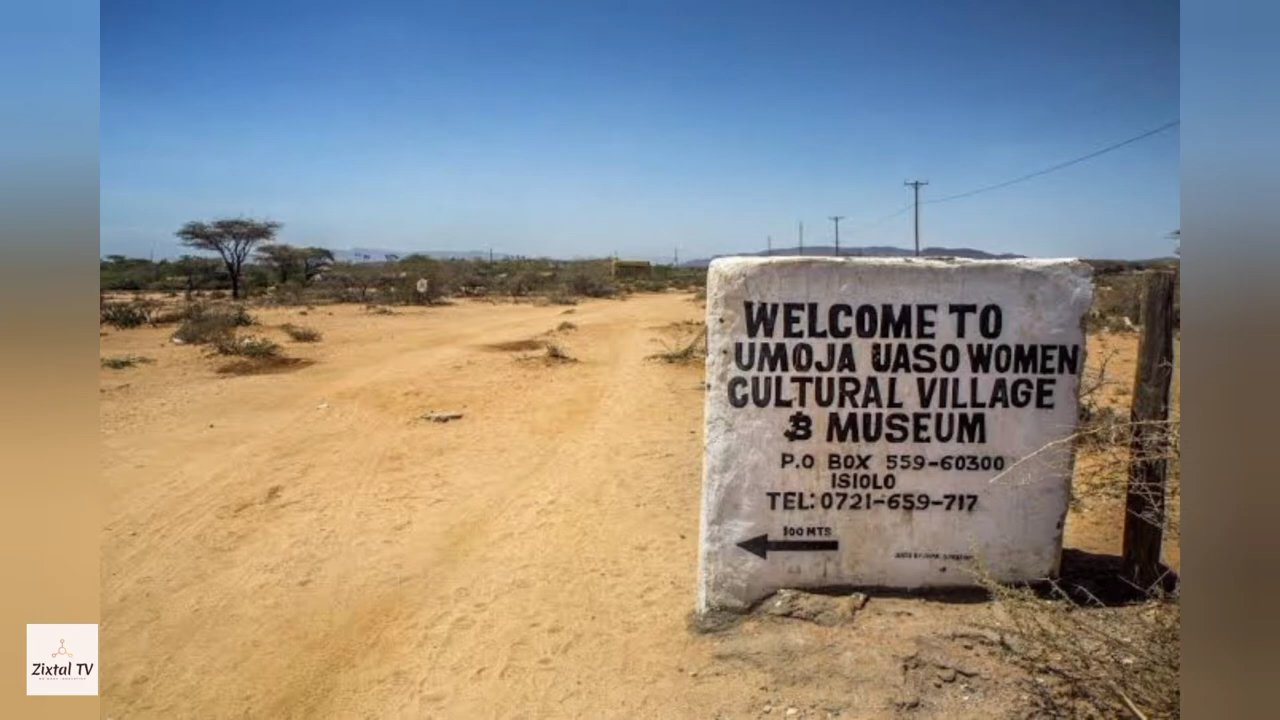 WELCOME TO
UMOJA UASO WOMEN
CULTURAL VILLAGE
& MUSEUM
P.O BOX 559-60300
ISIOLO
TEL: 0721-659-717
100 MTS
Zixtal TV